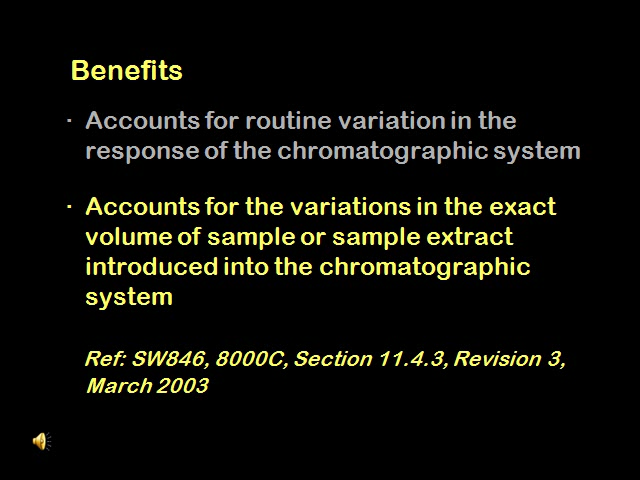 Benefits
· Accounts for routine variation in the
response of the chromatographic system
· Accounts for the variations in the exact
volume of sample or sample extract
introduced into the chromatographic
system
Ref: SW846, 8000C, Section 11.4.3, Revision 3,
March 2003